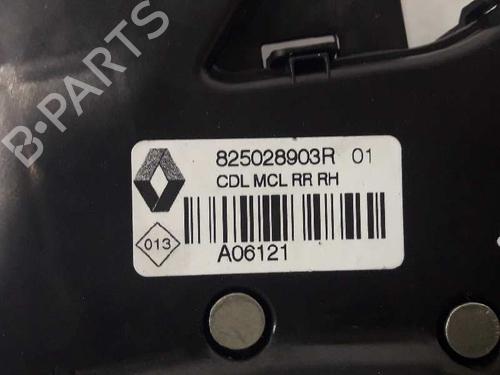 B-PARTS
825028903R 01
CDL MCL RR RH
013
A06121